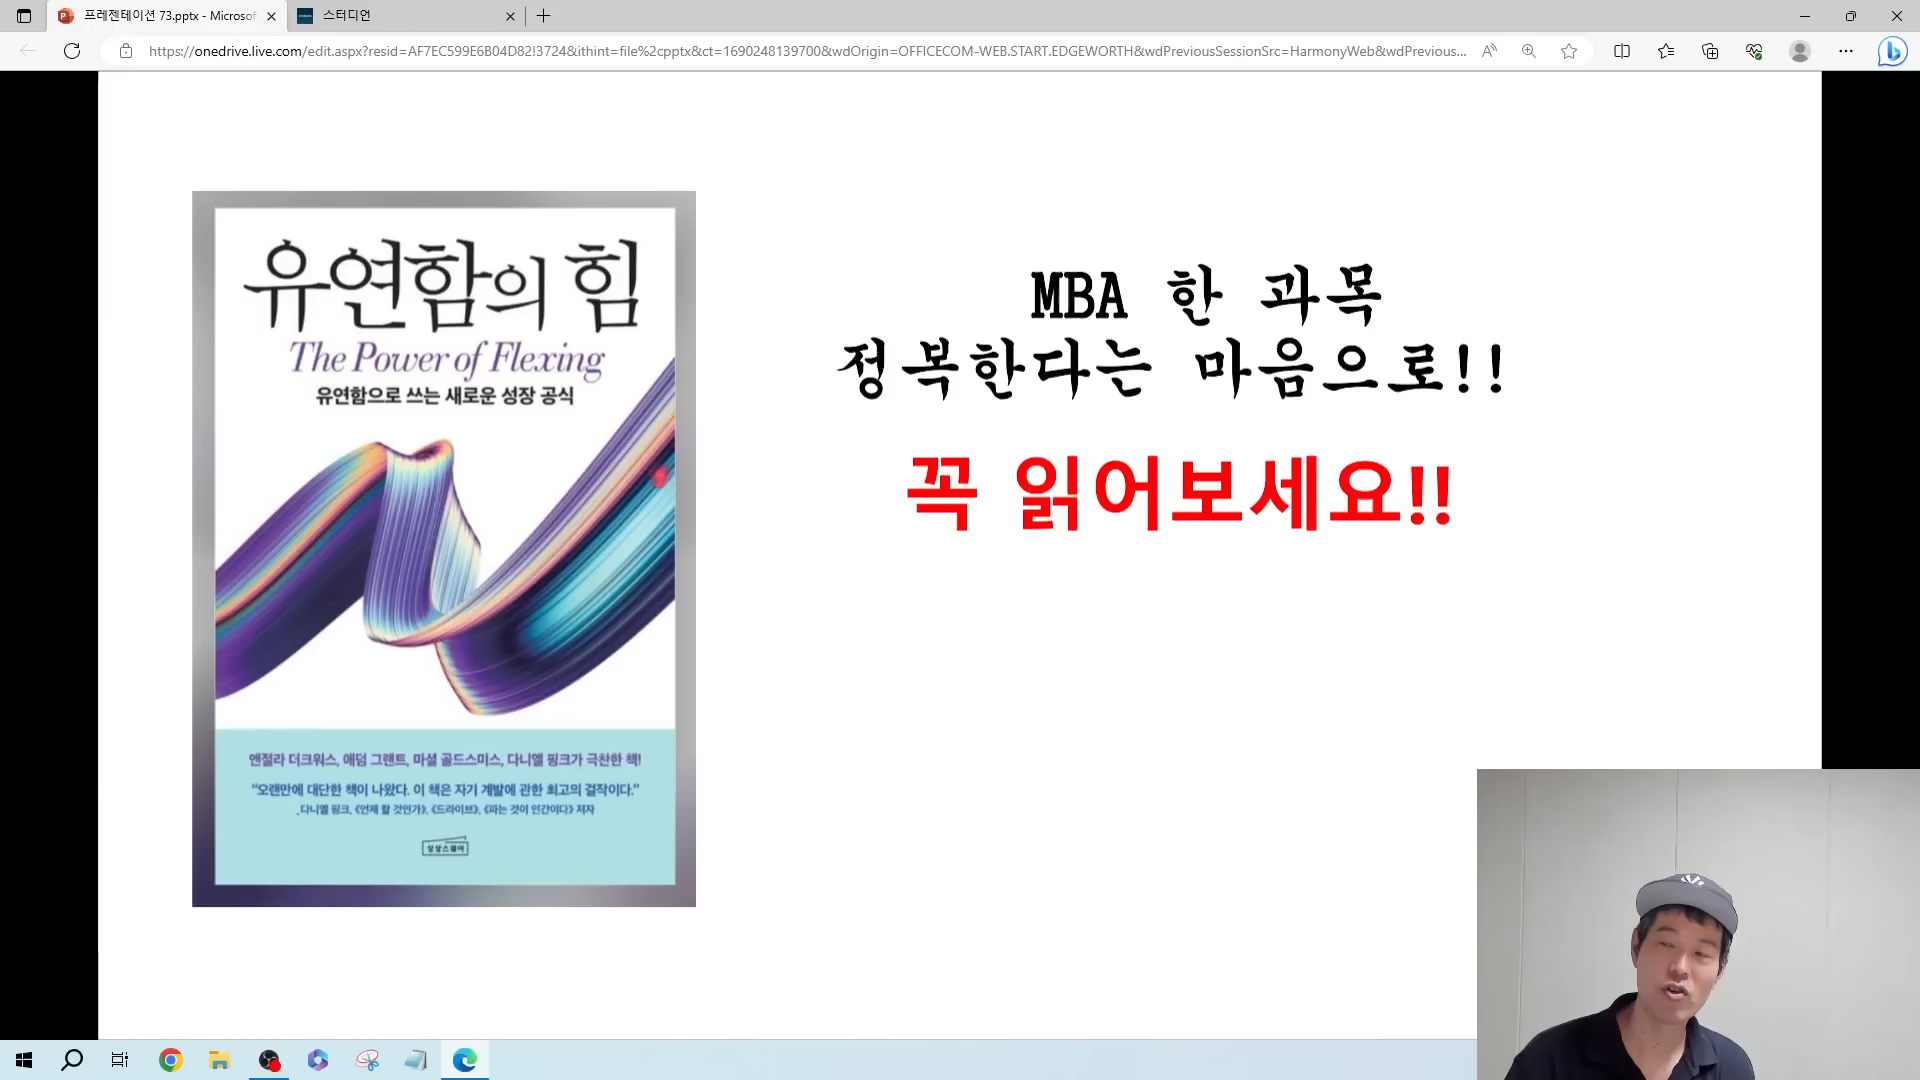 프레젠테이션 73.pptx - Microsof
스터디언
https://onedrive.live.com/edit.aspx?resid=AF7EC599E6B04D82!3724&ithint=file%2cpptx&ct=1690248139700&wdOrigin=OFFICECOM-WEB.START.EDGEWORTH&wdPreviousSessionSrc=HarmonyWeb&wdPrevious...
유연함의 힘
The Power of Flexing
유연함으로 쓰는 새로운 성장 공식
앤절라 더크워스, 애덤 그랜트, 마셜 골드스미스, 다니엘 핑크가 극찬한 책!
“오랜만에 대단한 책이 나왔다. 이 책은 자기 계발에 관한 최고의 걸작이다.”
_다니엘 핑크, 《언제 할 것인가》, 《드라이브》, 《파는 것이 인간이다》 저자
상상스퀘어
MBA 한 과목
정복한다는 마음으로!!
꼭 읽어보세요!!